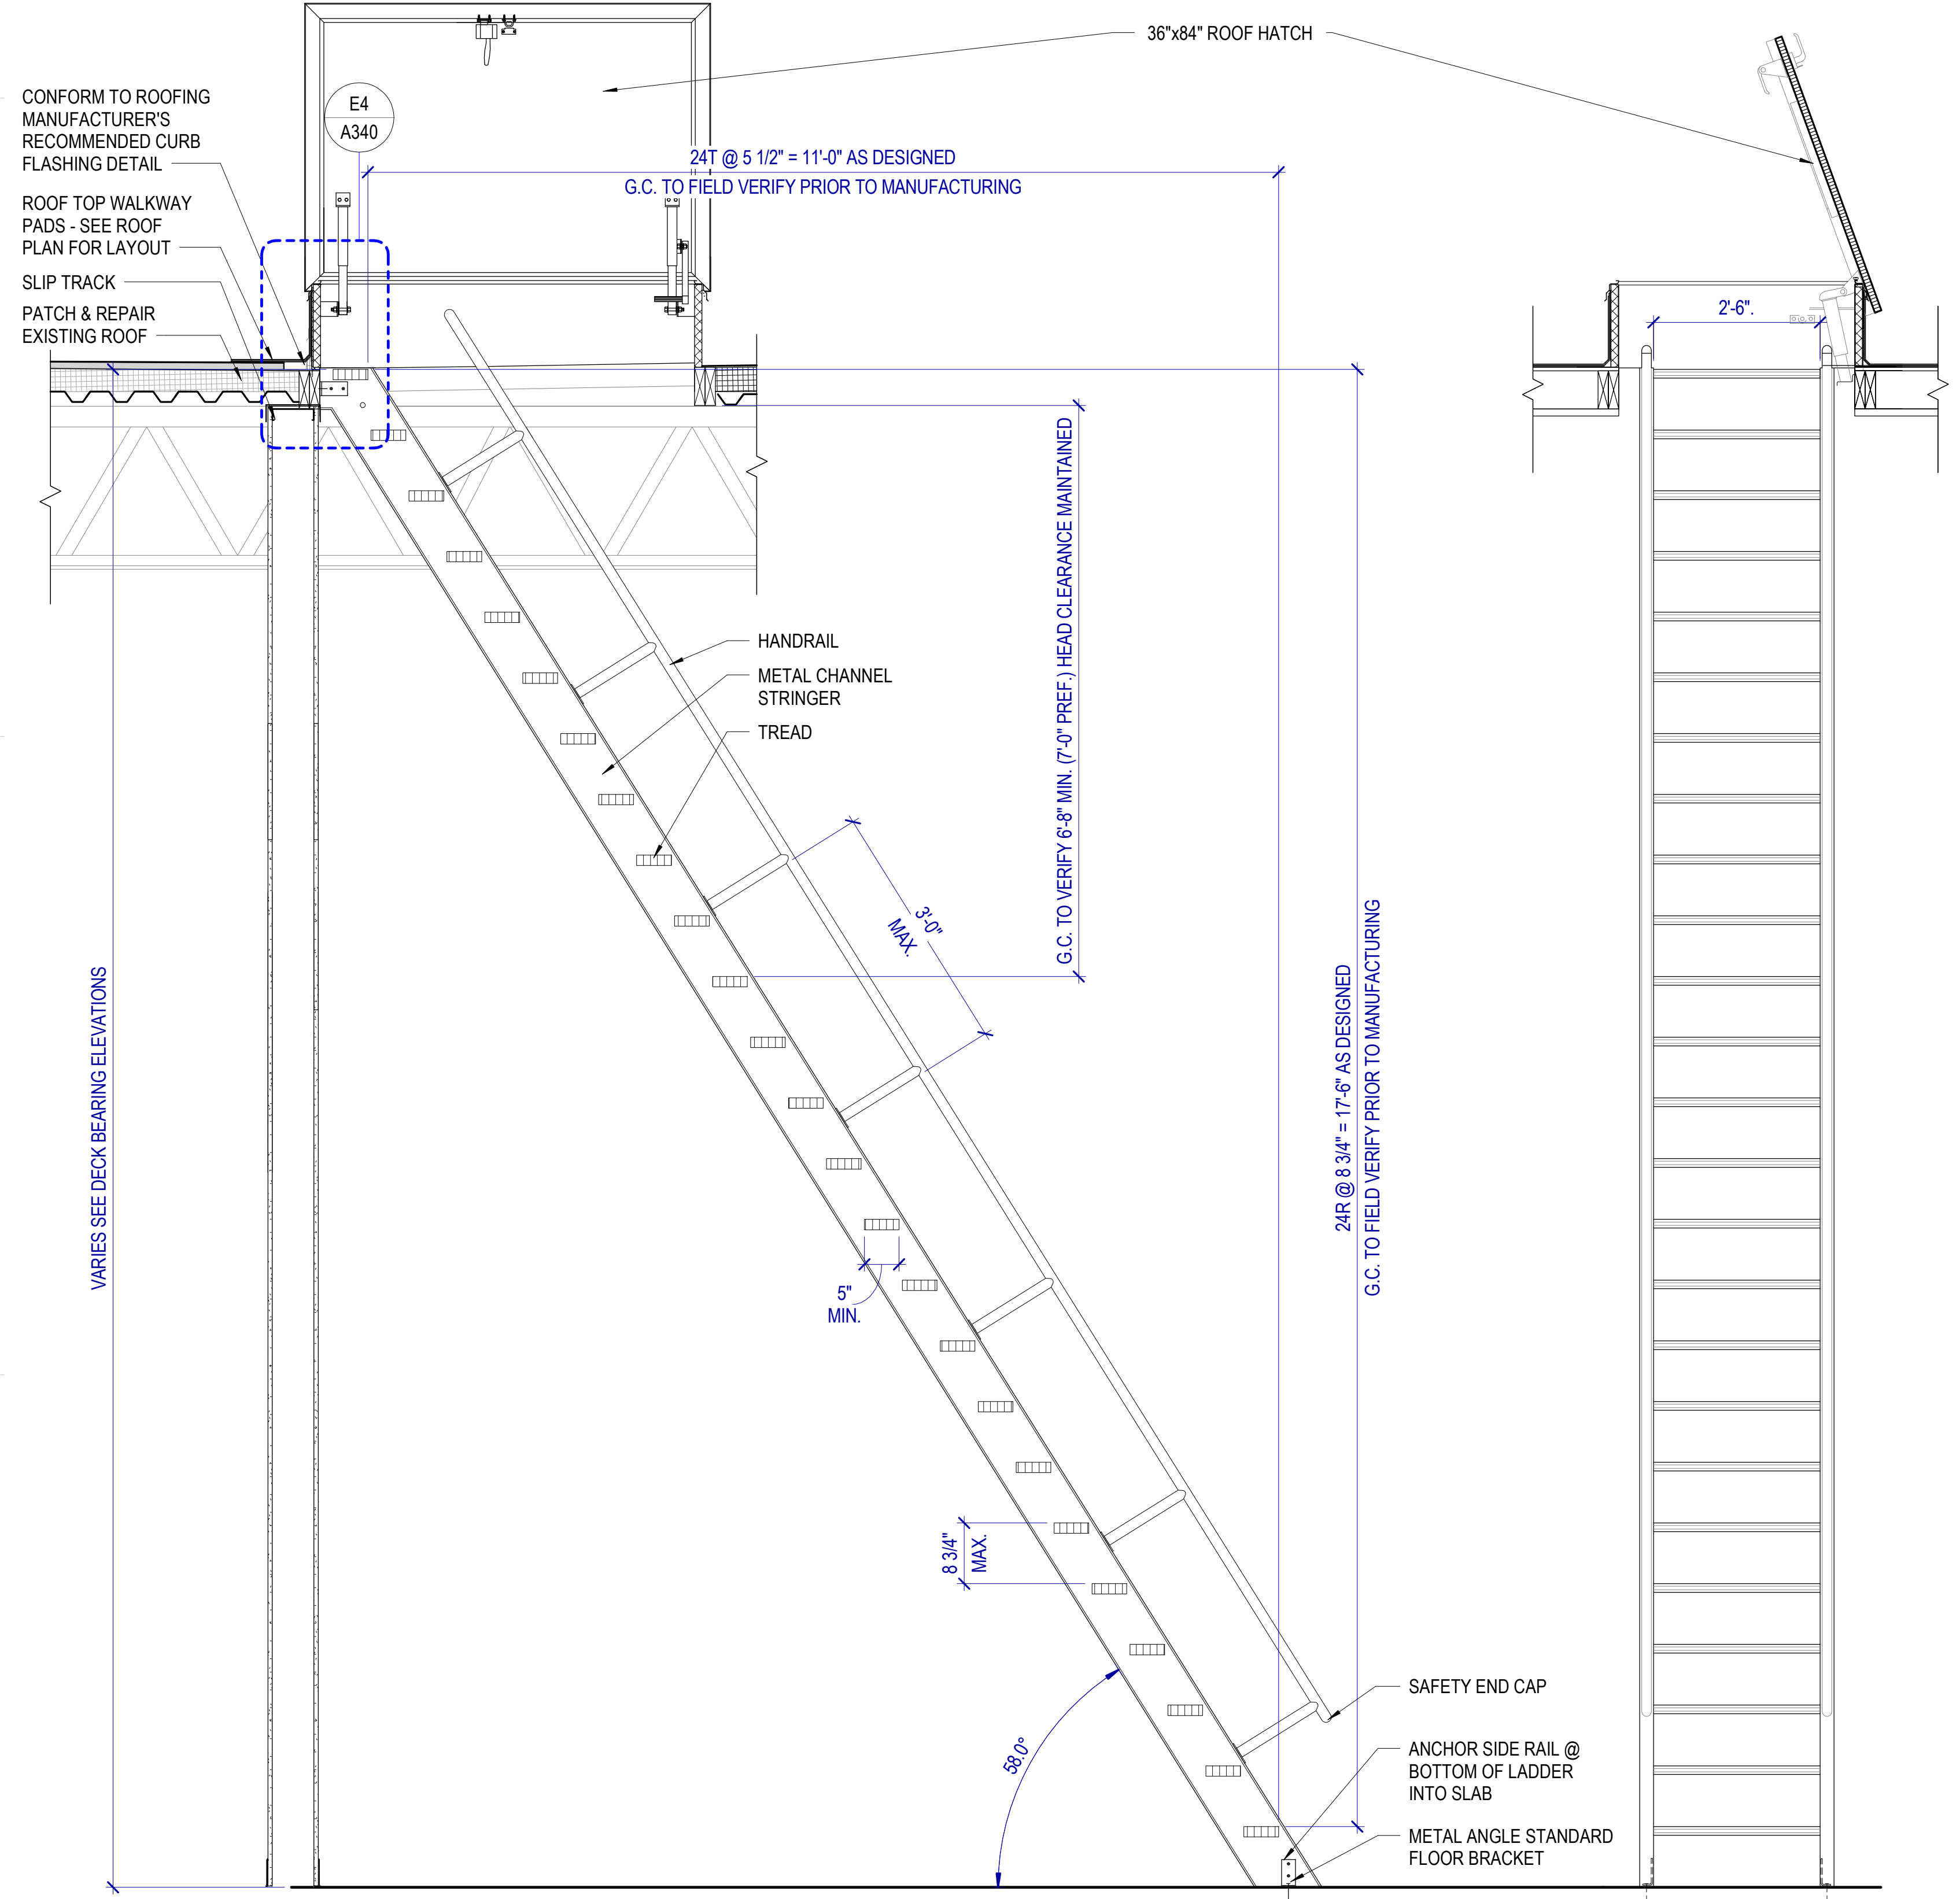 36"x84" ROOF HATCH
CONFORM TO ROOFING
MANUFACTURER'S
RECOMMENDED CURB
FLASHING DETAIL
E4
A340
24T @ 5 1/2" = 11'-0" AS DESIGNED
G.C. TO FIELD VERIFY PRIOR TO MANUFACTURING
ROOF TOP WALKWAY
PADS - SEE ROOF
PLAN FOR LAYOUT
SLIP TRACK
PATCH & REPAIR
EXISTING ROOF
2'-6".
G.C. TO VERIFY 6'-8" MIN. (7'-0" PREF.) HEAD CLEARANCE MAINTAINED
HANDRAIL
METAL CHANNEL
STRINGER
TREAD
3'-0"
MAX.
VARIES SEE DECK BEARING ELEVATIONS
24R @ 8 3/4" = 17'-6" AS DESIGNED
G.C. TO FIELD VERIFY PRIOR TO MANUFACTURING
5"
MIN.
8 3/4"
MAX.
58.0°
SAFETY END CAP
ANCHOR SIDE RAIL @
BOTTOM OF LADDER
INTO SLAB
METAL ANGLE STANDARD
FLOOR BRACKET